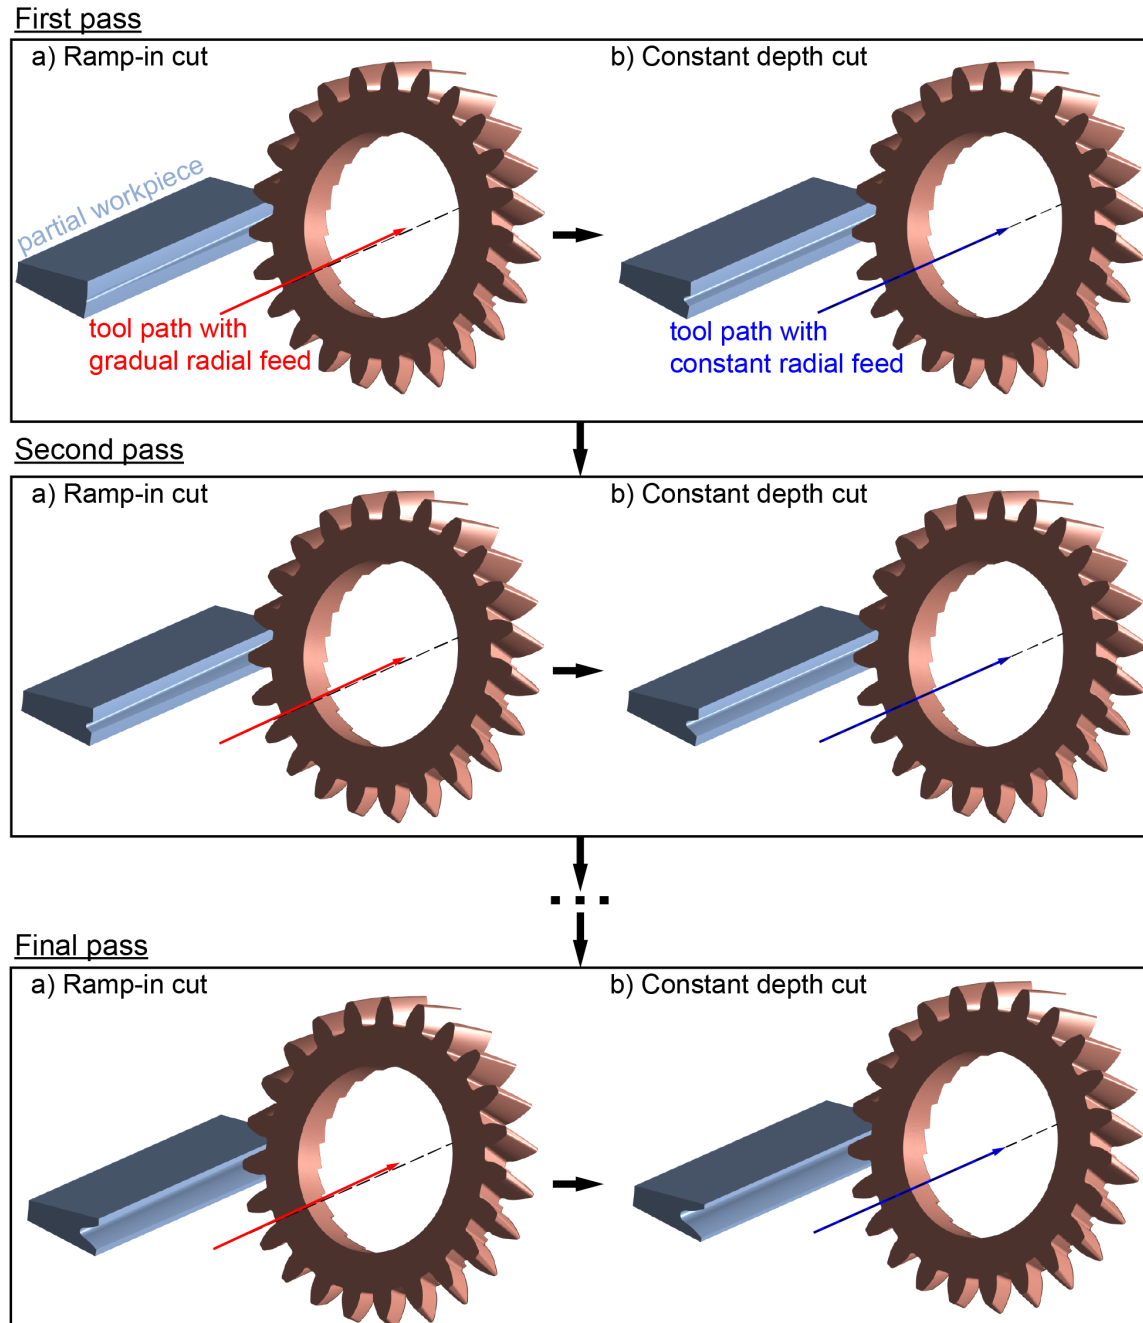 First pass
a) Ramp-in cut
b) Constant depth cut
partial workpiece
tool path with
gradual radial feed
tool path with
constant radial feed
Second pass
a) Ramp-in cut
b) Constant depth cut
...
Final pass
a) Ramp-in cut
b) Constant depth cut